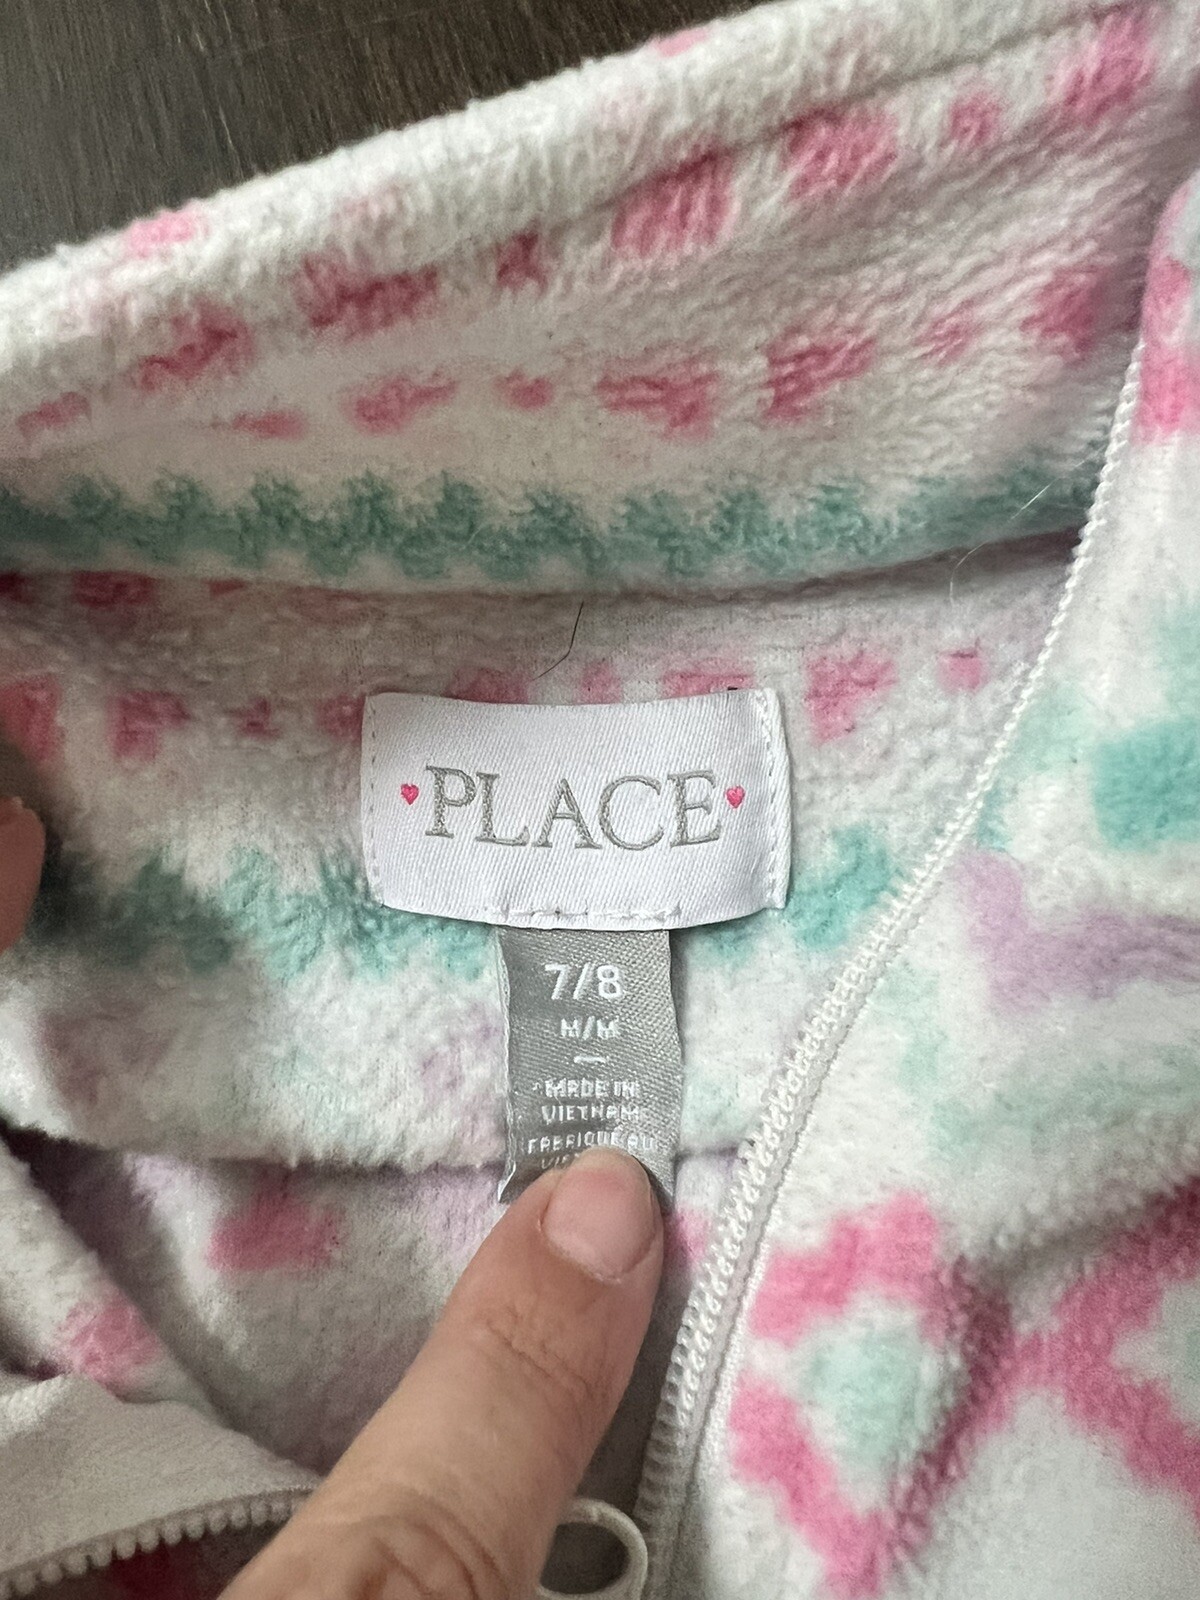 PLACE
7/8
M/M
MADE IN
VIETNAM
FABRIQUÉ AU